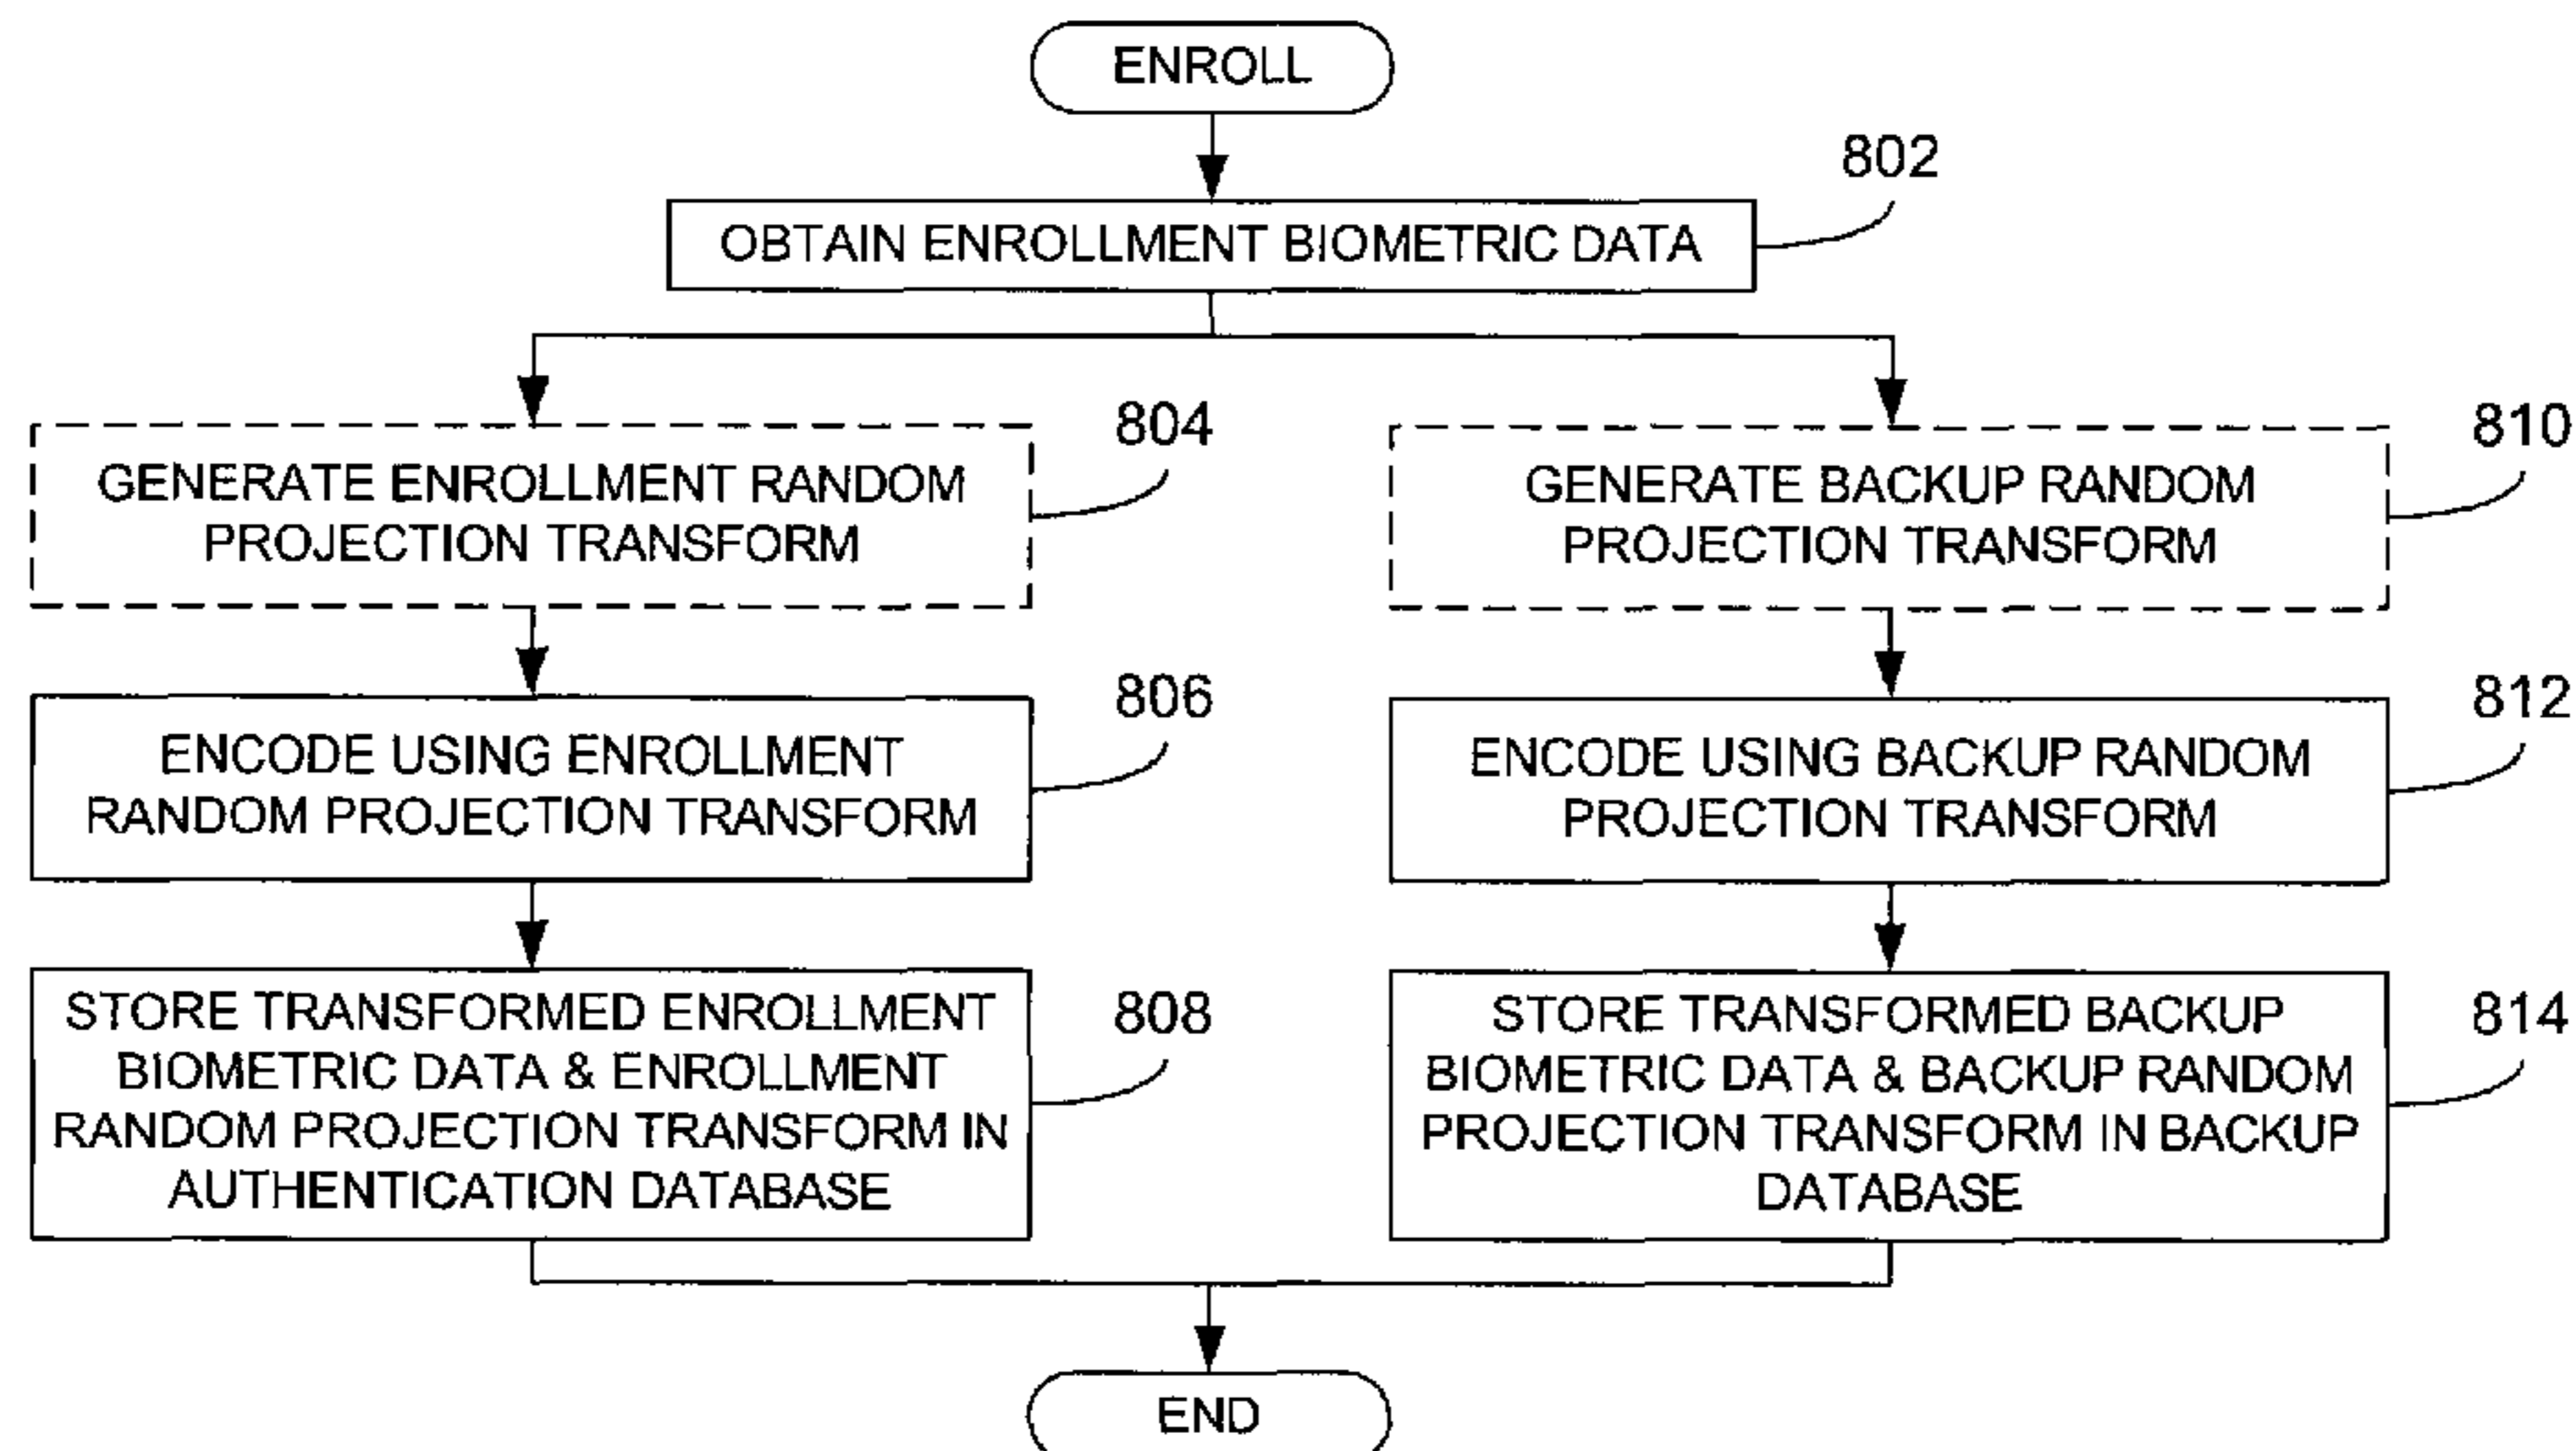 ENROLL
802
OBTAIN ENROLLMENT BIOMETRIC DATA
804
GENERATE ENROLLMENT RANDOM
PROJECTION TRANSFORM
810
GENERATE BACKUP RANDOM
PROJECTION TRANSFORM
806
ENCODE USING ENROLLMENT
RANDOM PROJECTION TRANSFORM
812
ENCODE USING BACKUP RANDOM
PROJECTION TRANSFORM
808
STORE TRANSFORMED ENROLLMENT
BIOMETRIC DATA & ENROLLMENT
RANDOM PROJECTION TRANSFORM IN
AUTHENTICATION DATABASE
814
STORE TRANSFORMED BACKUP
BIOMETRIC DATA & BACKUP RANDOM
PROJECTION TRANSFORM IN BACKUP
DATABASE
END